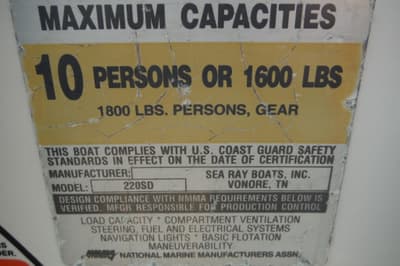 MAXIMUM CAPACITIES
10 PERSONS OR 1600 LBS
1800 LBS. PERSONS, GEAR
THIS BOAT COMPLIES WITH U.S. COAST GUARD SAFETY
STANDARDS IN EFFECT ON THE DATE OF CERTIFICATION
MANUFACTURER: SEA RAY BOATS, INC.
MODEL: 220SD VONORE, TN
DESIGN COMPLIANCE WITH NMMA REQUIREMENTS BELOW IS
VERIFIED. MFGR RESPONSIBLE FOR PRODUCTION CONTROL
LOAD CAPACITY * COMPARTMENT VENTILATION
STEERING, FUEL AND ELECTRICAL SYSTEMS
NAVIGATION LIGHTS * BASIC FLOTATION
MANEUVERABILITY
NATIONAL MARINE MANUFACTURERS ASSN.